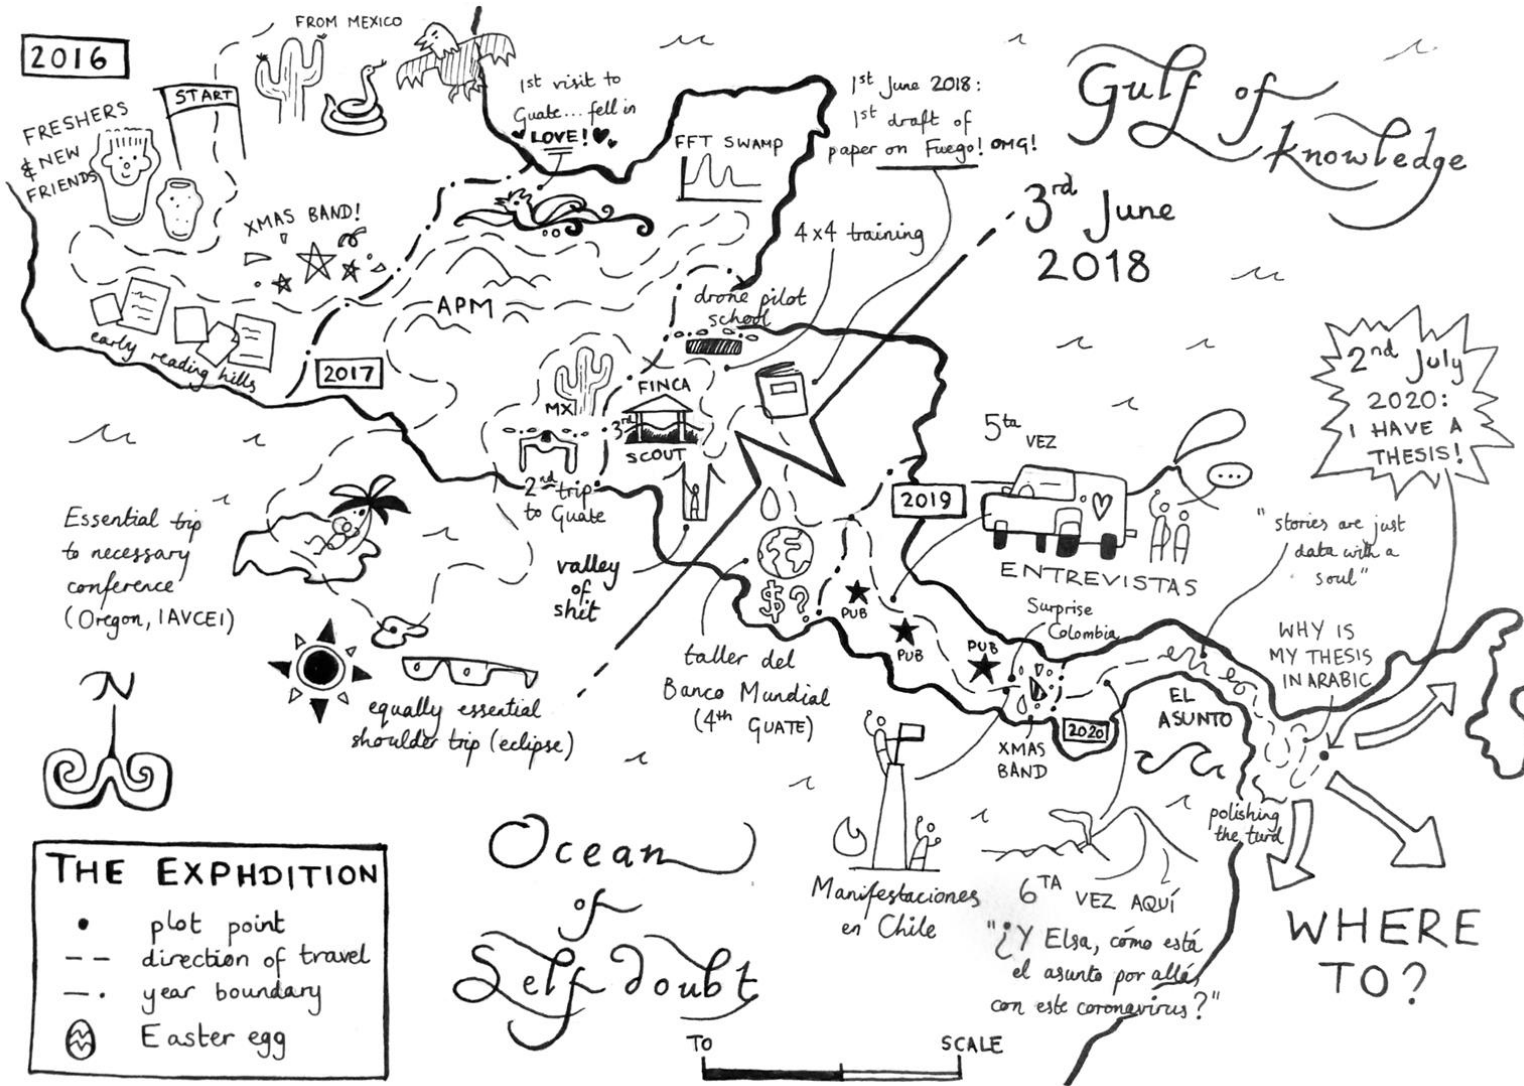 2016
START
FROM MEXICO
FRESHERS
& NEW
FRIENDS
XMAS BAND!
early reading hills
1st visit to
Guate... fell in
LOVE!
FFT SWAMP
1st June 2018:
1st draft of
paper on Fuego! OMG!
Gulf of
Knowledge
3rd June
2018
4x4 training
APM
drone pilot
school
2017
MX
FINCA
3rd
SCOUT
2nd trip
to Guate
valley
of
shit
Essential trip
to necessary
conference
(Oregon, IAVCEI)
equally essential
shoulder trip (eclipse)
N
$?
taller del
Banco Mundial
(4th GUATE)
2019
5ta
VEZ
...
ENTREVISTAS
2nd July
2020:
I HAVE A
THESIS!
"stories are just
data with a
soul"
PUB
PUB
PUB
Surprise
Colombia
XMAS
BAND
2020
EL
ASUNTO
WHY IS
MY THESIS
IN ARABIC
polishing
the turd
Manifestaciones
en Chile
6TA VEZ AQUÍ
"¿Y Elsa, cómo está
el asunto por allá,
con este coronavirus?"
WHERE
TO?
Ocean
of
Self doubt
THE EXPHDITION
plot point
direction of travel
year boundary
Easter egg
TO SCALE